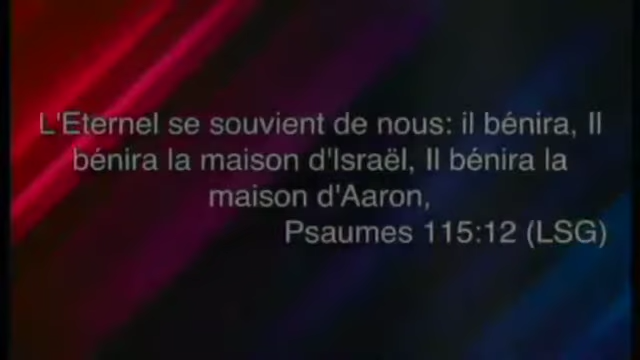 L'Eternel se souvient de nous: il bénira, Il
bénira la maison d'Israël, Il bénira la
maison d'Aaron,
Psaumes 115:12 (LSG)